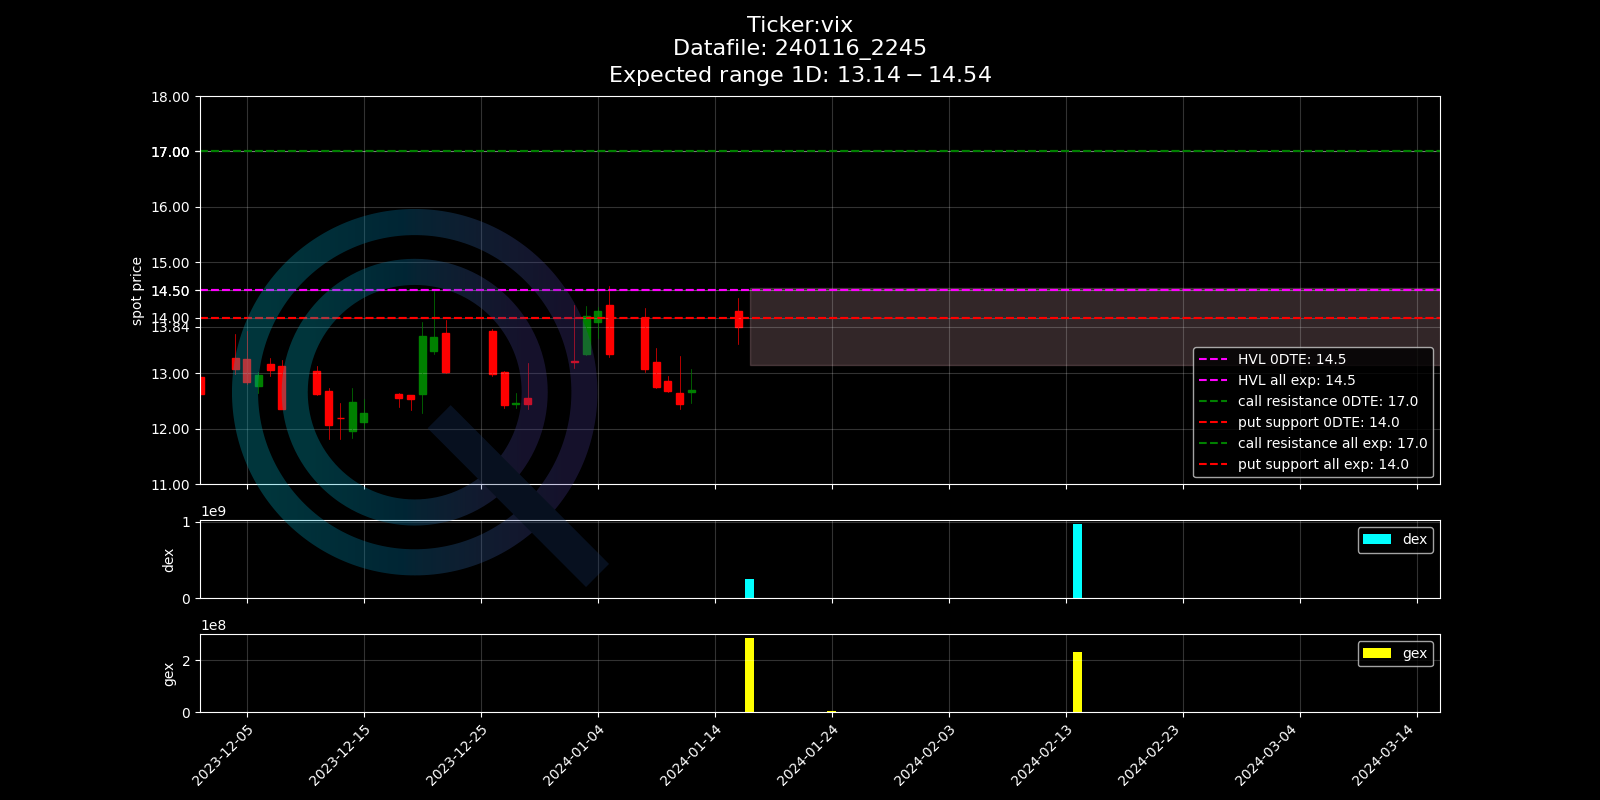 Ticker:vix
Datafile: 240116_2245
Expected range 1D: 13.14 − 14.54
18.00
17.00
16.00
15.00
14.50
14.00
13.84
13.00
12.00
11.00
spot price
HVL 0DTE: 14.5
HVL all exp: 14.5
call resistance 0DTE: 17.0
put support 0DTE: 14.0
call resistance all exp: 17.0
put support all exp: 14.0
1e9
1
0
dex
dex
1e8
2
0
gex
gex
2023-12-05
2023-12-15
2023-12-25
2024-01-04
2024-01-14
2024-01-24
2024-02-03
2024-02-13
2024-02-23
2024-03-04
2024-03-14